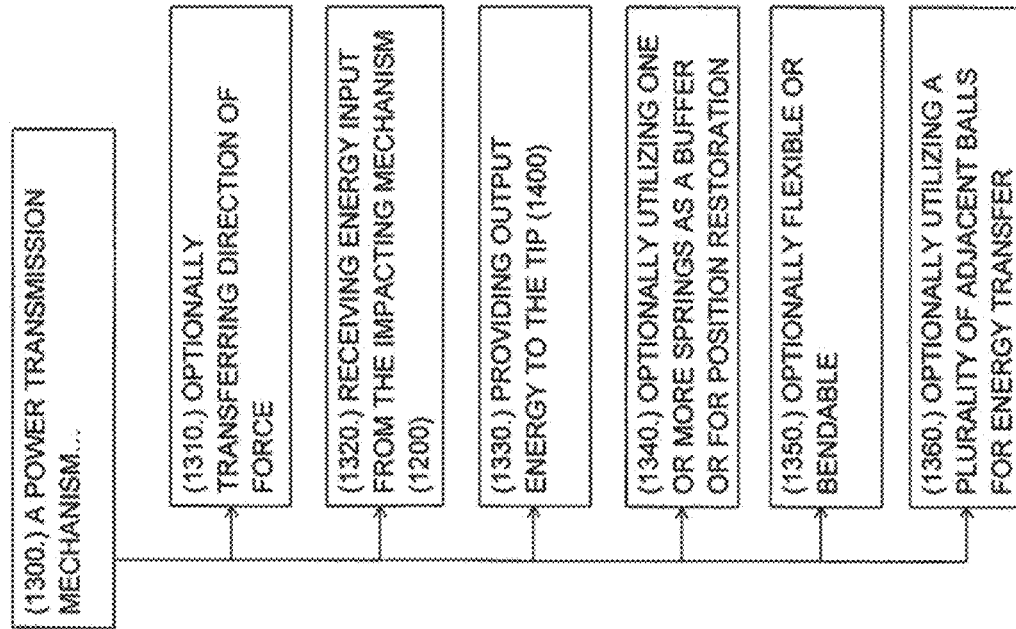 (1300.) A POWER TRANSMISSION
MECHANISM...
(1310.) OPTIONALLY
TRANSFERRING DIRECTION OF
FORCE
(1320.) RECEIVING ENERGY INPUT
FROM THE IMPACTING MECHANISM
(1200)
(1330.) PROVIDING OUTPUT
ENERGY TO THE TIP (1400)
(1340.) OPTIONALLY UTILIZING ONE
OR MORE SPRINGS AS A BUFFER
OR FOR POSITION RESTORATION
(1350.) OPTIONALLY FLEXIBLE OR
BENDABLE
(1360.) OPTIONALLY UTILIZING A
PLURALITY OF ADJACENT BALLS
FOR ENERGY TRANSFER